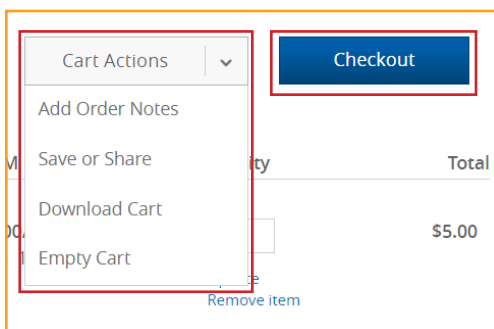 Cart Actions
Checkout
Add Order Notes
Save or Share
Total
Download Cart
$5.00
Empty Cart
Remove item